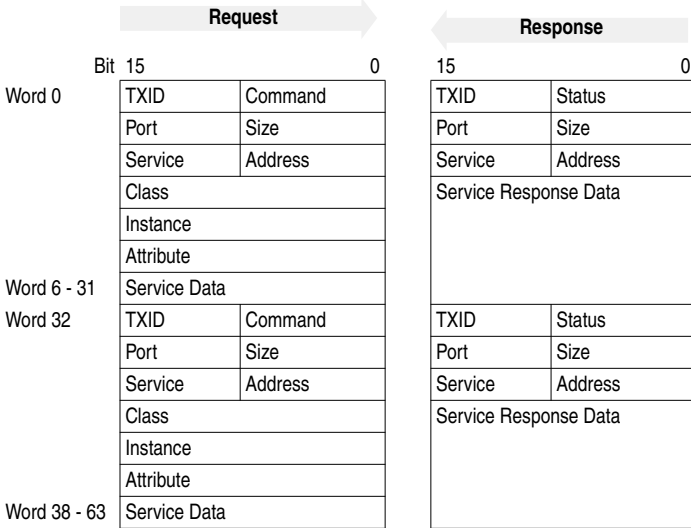 Request
Response
Bit 15 0 15 0
Word 0 TXID Command TXID Status
Port Size Port Size
Service Address Service Address
Class Service Response Data
Instance
Attribute
Word 6 - 31 Service Data
Word 32 TXID Command TXID Status
Port Size Port Size
Service Address Service Address
Class Service Response Data
Instance
Attribute
Word 38 - 63 Service Data